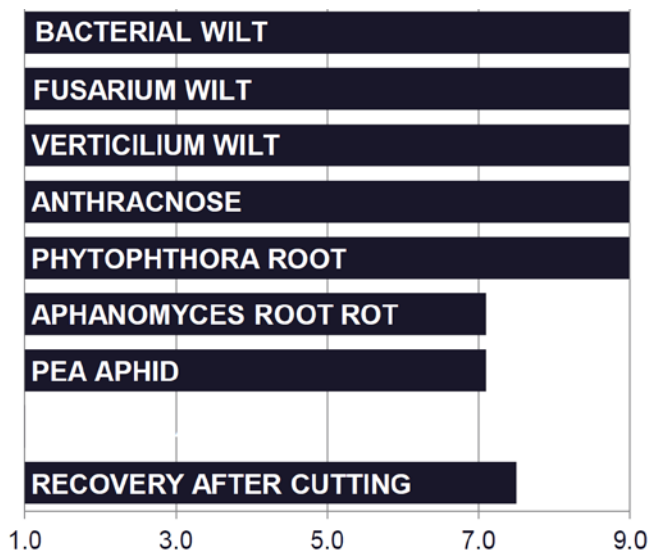 BACTERIAL WILT
FUSARIUM WILT
VERTICILIUM WILT
ANTHRACNOSE
PHYTOPHTHORA ROOT
APHANOMYCES ROOT ROT
PEA APHID
RECOVERY AFTER CUTTING
1.0 3.0 5.0 7.0 9.0